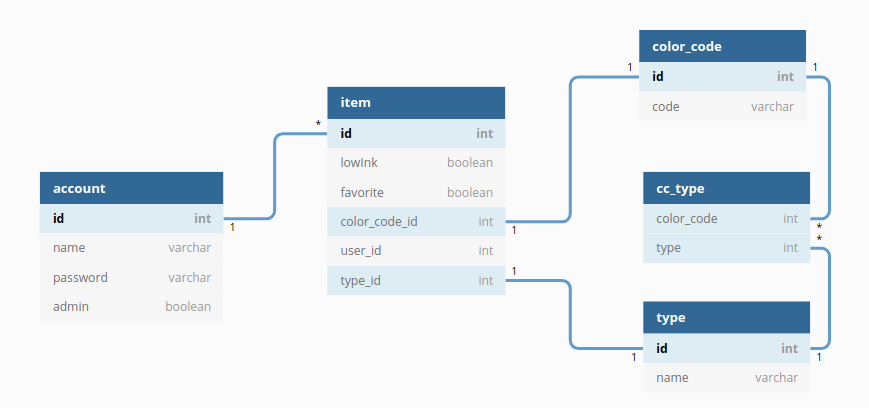 account
id int
name varchar
password varchar
admin boolean
1
*
item
id int
lowInk boolean
favorite boolean
color_code_id int
user_id int
type_id int
1
1
1
color_code
id int
code varchar
1
cc_type
color_code int
type int
*
*
type
id int
name varchar
1
1